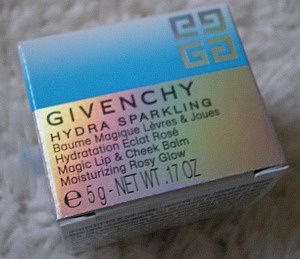 GIVENCHY
HYDRA SPARKLING
Baume Magique Lèvres & Joues
Hydratation Eclat Rosé
Magic Lip & Cheek Balm
Moisturizing Rosy Glow
e 5g - NET WT. .17 OZ